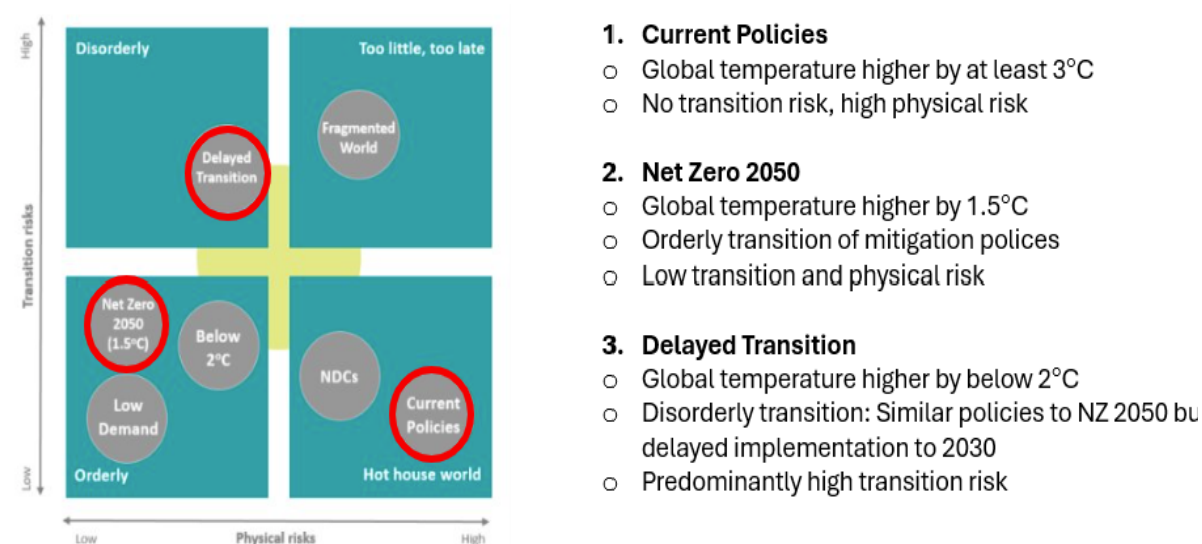 High
Transition risks
Low
Disorderly
Delayed
Transition
Too little, too late
Fragmented
World
Net Zero
2050
(1.5°C)
Below
2°C
Low
Demand
Orderly
NDCs
Current
Policies
Hot house world
Low
Physical risks
High
1. Current Policies
o Global temperature higher by at least 3°C
o No transition risk, high physical risk
2. Net Zero 2050
o Global temperature higher by 1.5°C
o Orderly transition of mitigation polices
o Low transition and physical risk
3. Delayed Transition
o Global temperature higher by below 2°C
o Disorderly transition: Similar policies to NZ 2050 bu
delayed implementation to 2030
o Predominantly high transition risk